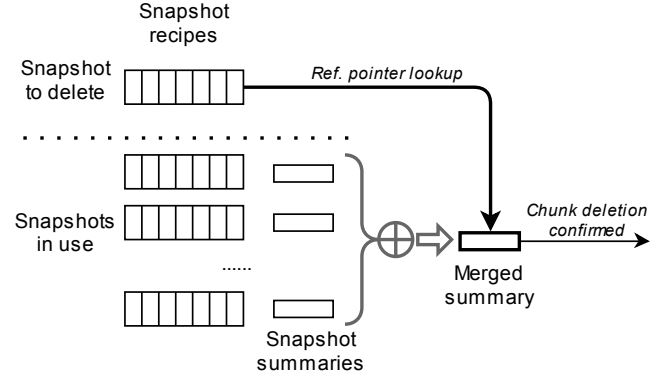 Snapshot
recipes
Snapshot
to delete
Ref. pointer lookup
Snapshots
in use
......
Chunk deletion
confirmed
Merged
summary
Snapshot
summaries